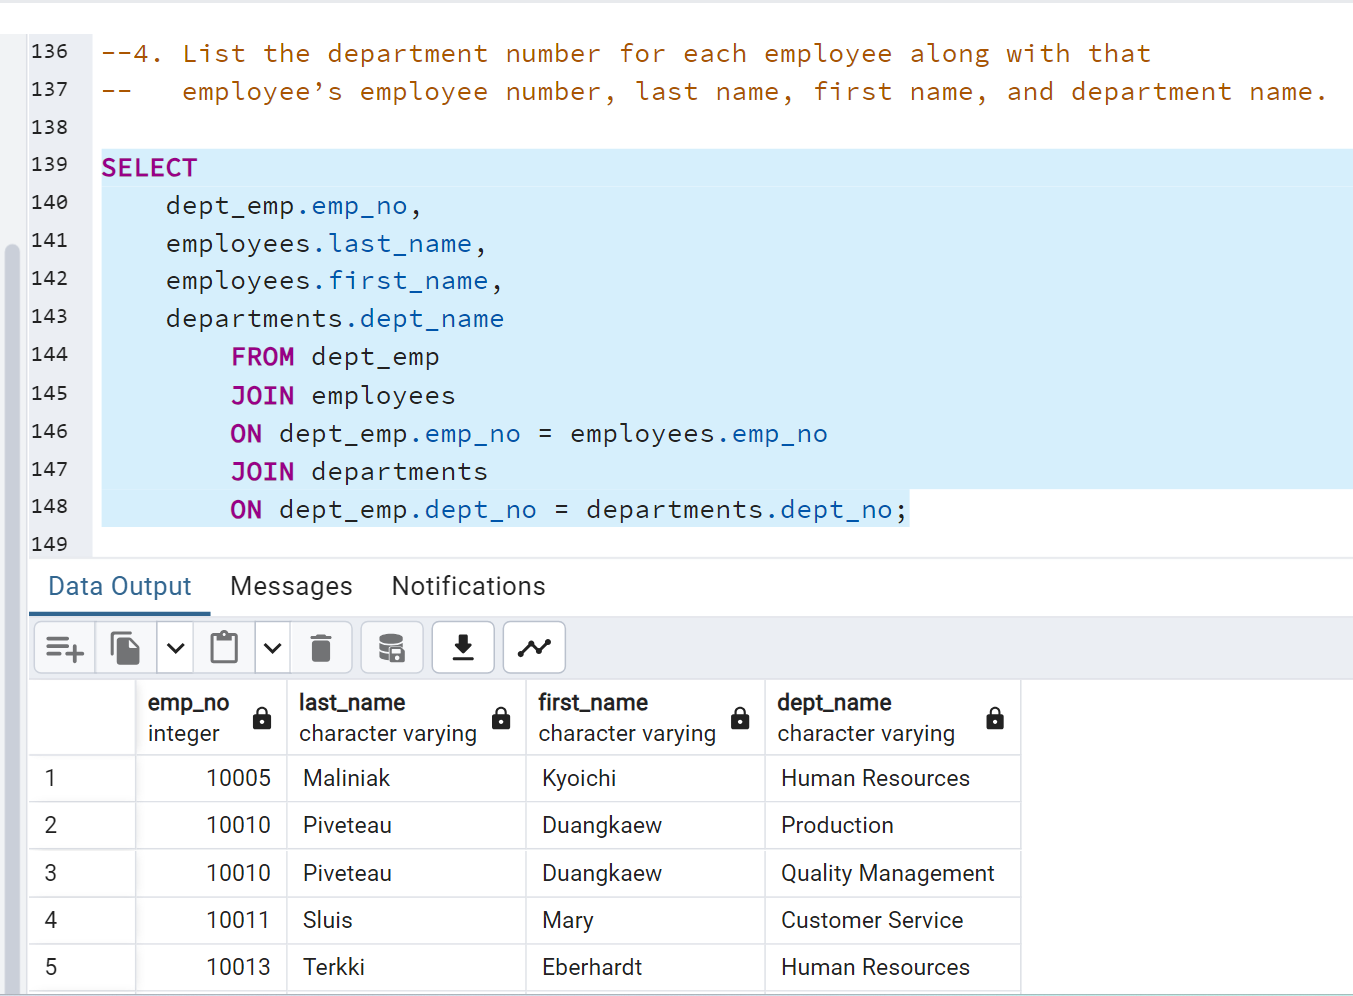 136 --4. List the department number for each employee along with that
137 --   employee’s employee number, last name, first name, and department name.
138
139 SELECT
140     dept_emp.emp_no,
141     employees.last_name,
142     employees.first_name,
143     departments.dept_name
144         FROM dept_emp
145         JOIN employees
146         ON dept_emp.emp_no = employees.emp_no
147         JOIN departments
148         ON dept_emp.dept_no = departments.dept_no;
149
Data Output Messages Notifications
emp_no last_name first_name dept_name
integer character varying character varying character varying
1 10005 Maliniak Kyoichi Human Resources
2 10010 Piveteau Duangkaew Production
3 10010 Piveteau Duangkaew Quality Management
4 10011 Sluis Mary Customer Service
5 10013 Terkki Eberhardt Human Resources